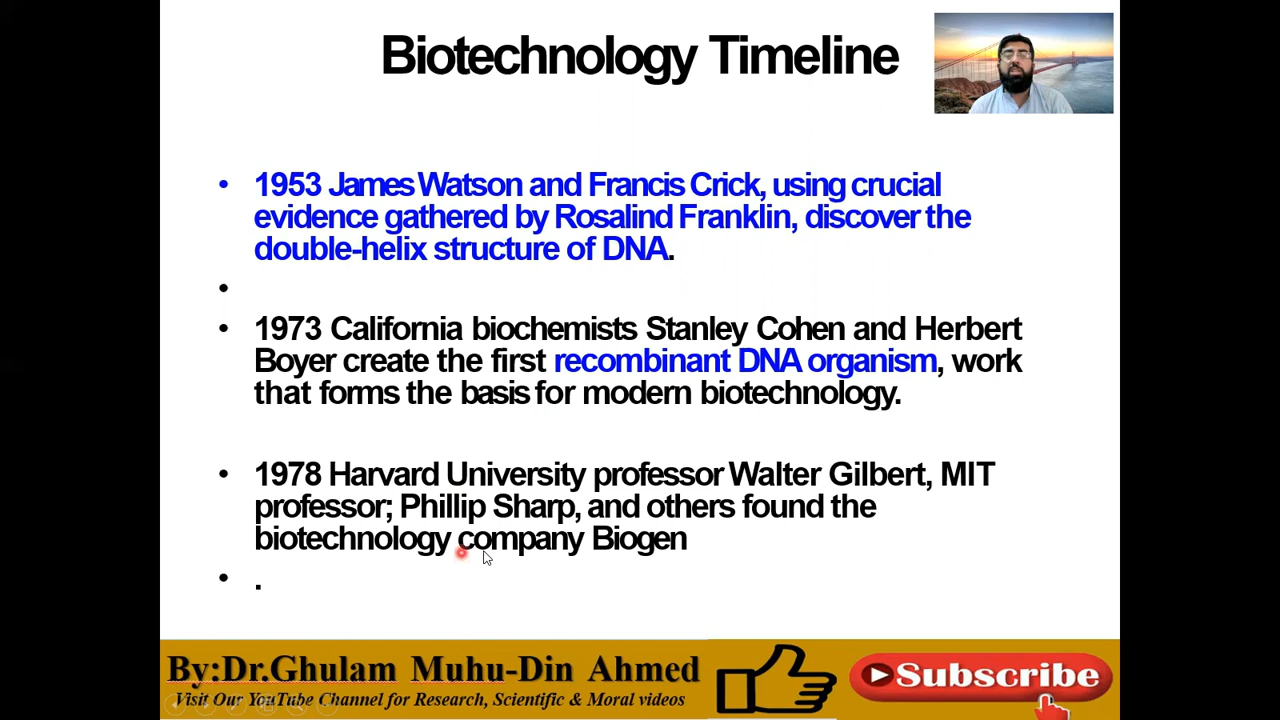 Biotechnology Timeline
• 1953 James Watson and Francis Crick, using crucial
evidence gathered by Rosalind Franklin, discover the
double-helix structure of DNA.
•
• 1973 California biochemists Stanley Cohen and Herbert
Boyer create the first recombinant DNA organism, work
that forms the basis for modern biotechnology.
• 1978 Harvard University professor Walter Gilbert, MIT
professor; Phillip Sharp, and others found the
biotechnology company Biogen
• .
By:Dr.Ghulam Muhu-Din Ahmed
Visit Our YouTube Channel for Research, Scientific & Moral videos
Subscribe